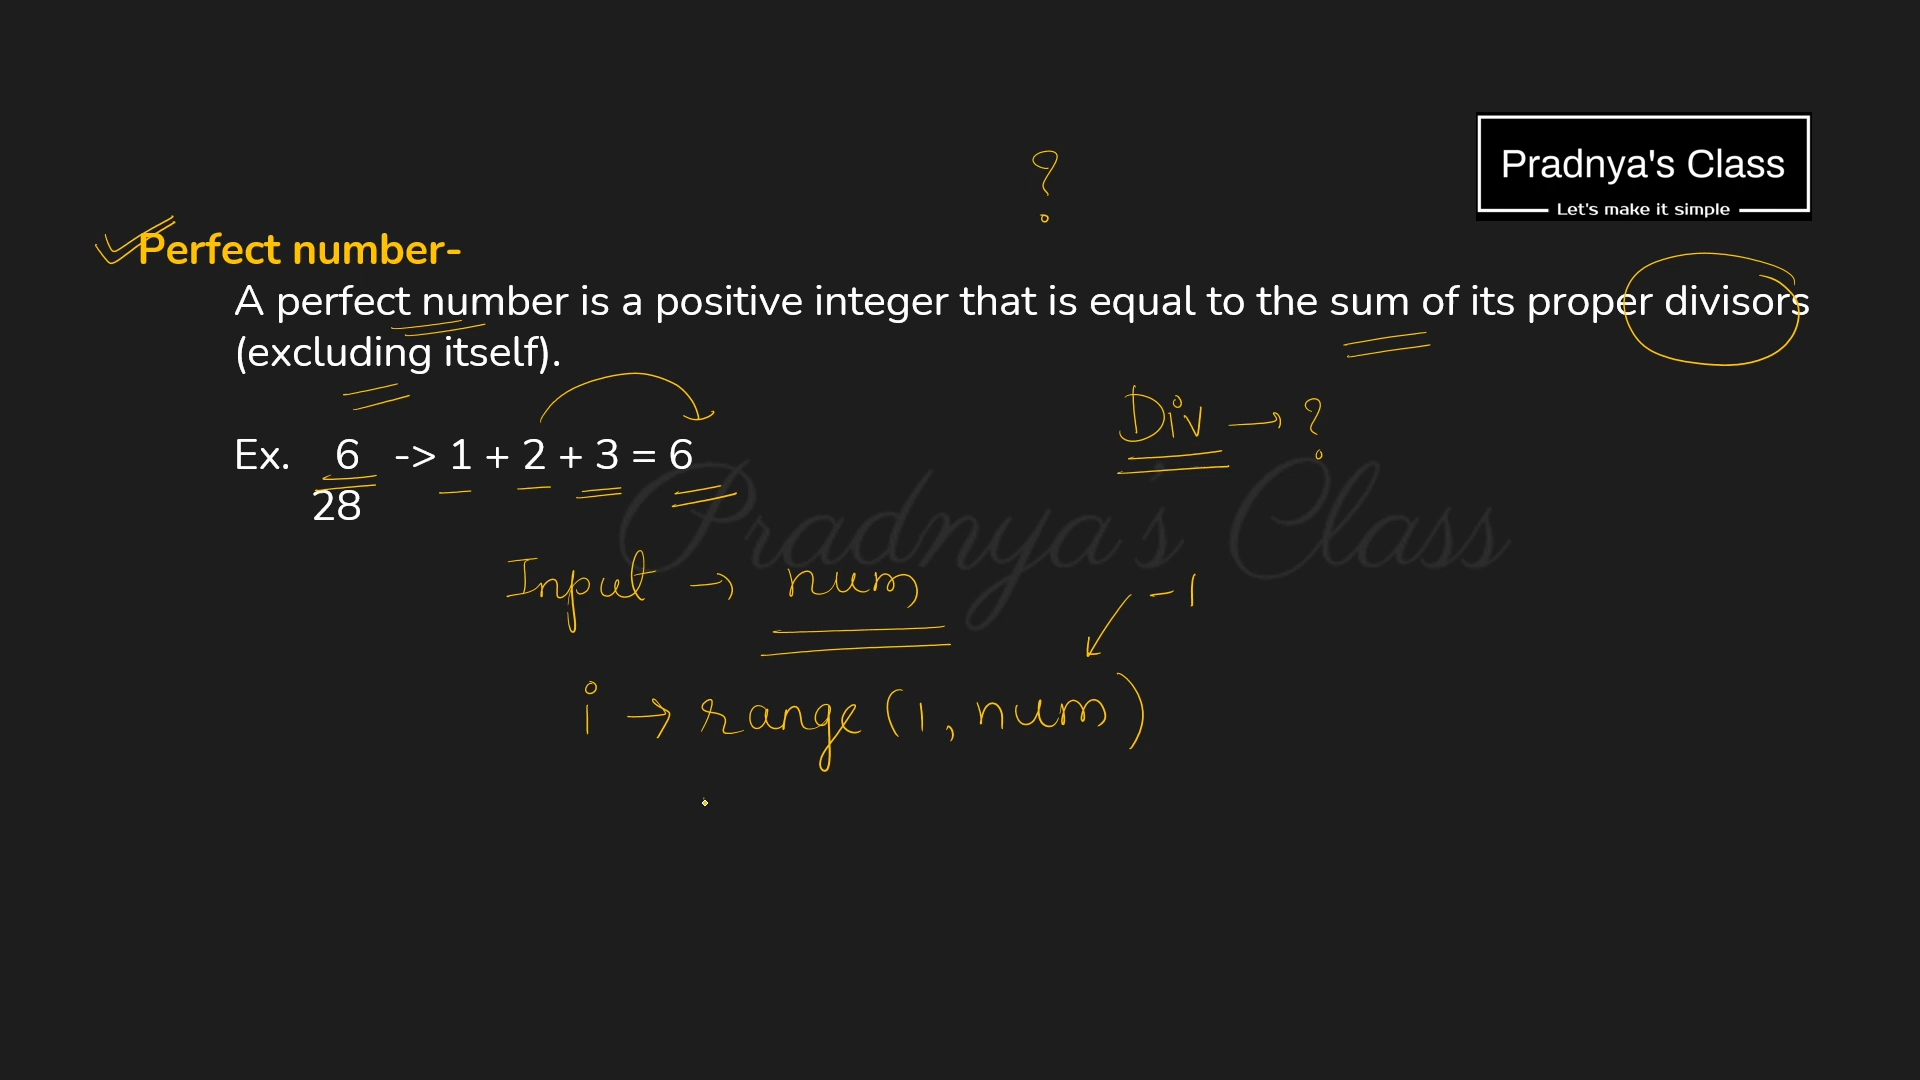 ?
Pradnya's Class
Let's make it simple
Perfect number-
A perfect number is a positive integer that is equal to the sum of its proper divisors
(excluding itself).
Div → ?
Ex. 6 -> 1 + 2 + 3 = 6
28
Pradnya's Class
Input → num
-1
i → range (1, num)